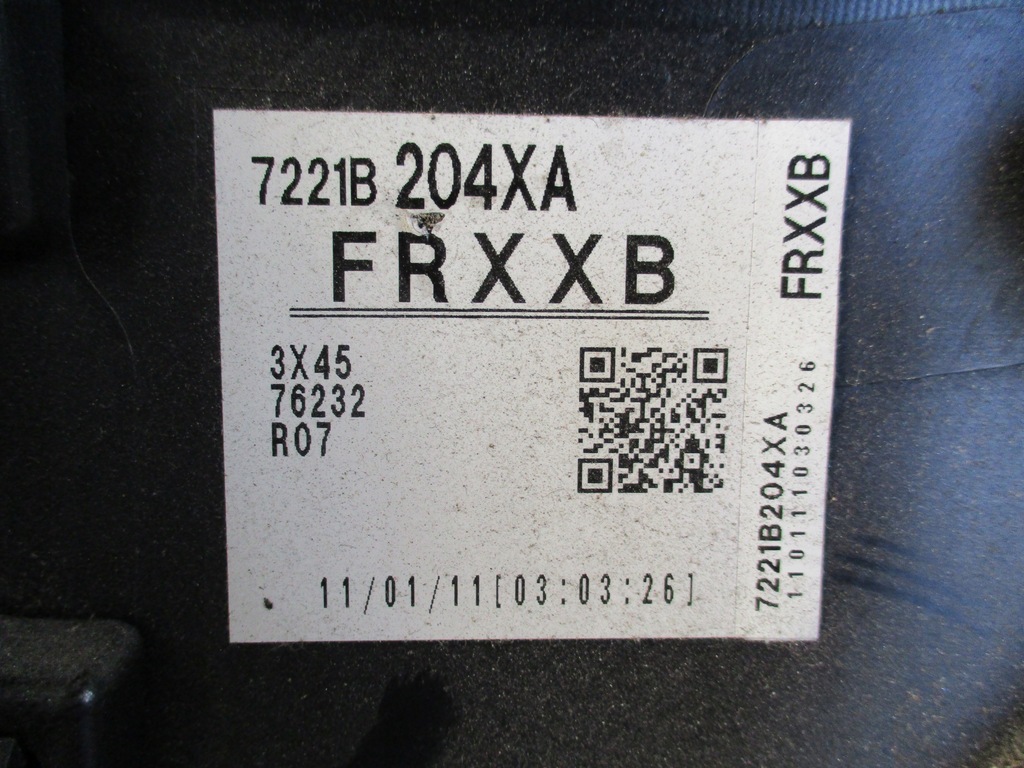 7221B 204XA
FRXXB
3X45
76232
R07
11/01/11[03:03:26]
FRXXB
7221B204XA
110111030326